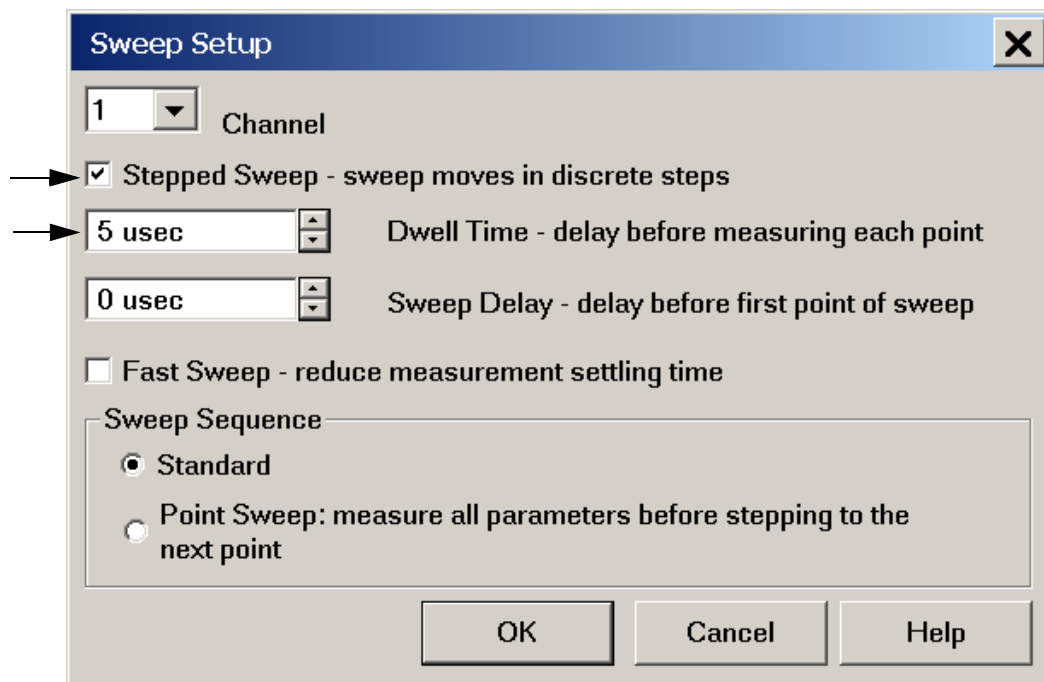 Sweep Setup
1
Channel
Stepped Sweep - sweep moves in discrete steps
5 usec
Dwell Time - delay before measuring each point
0 usec
Sweep Delay - delay before first point of sweep
Fast Sweep - reduce measurement settling time
Sweep Sequence
Standard
Point Sweep: measure all parameters before stepping to the
next point
OK
Cancel
Help